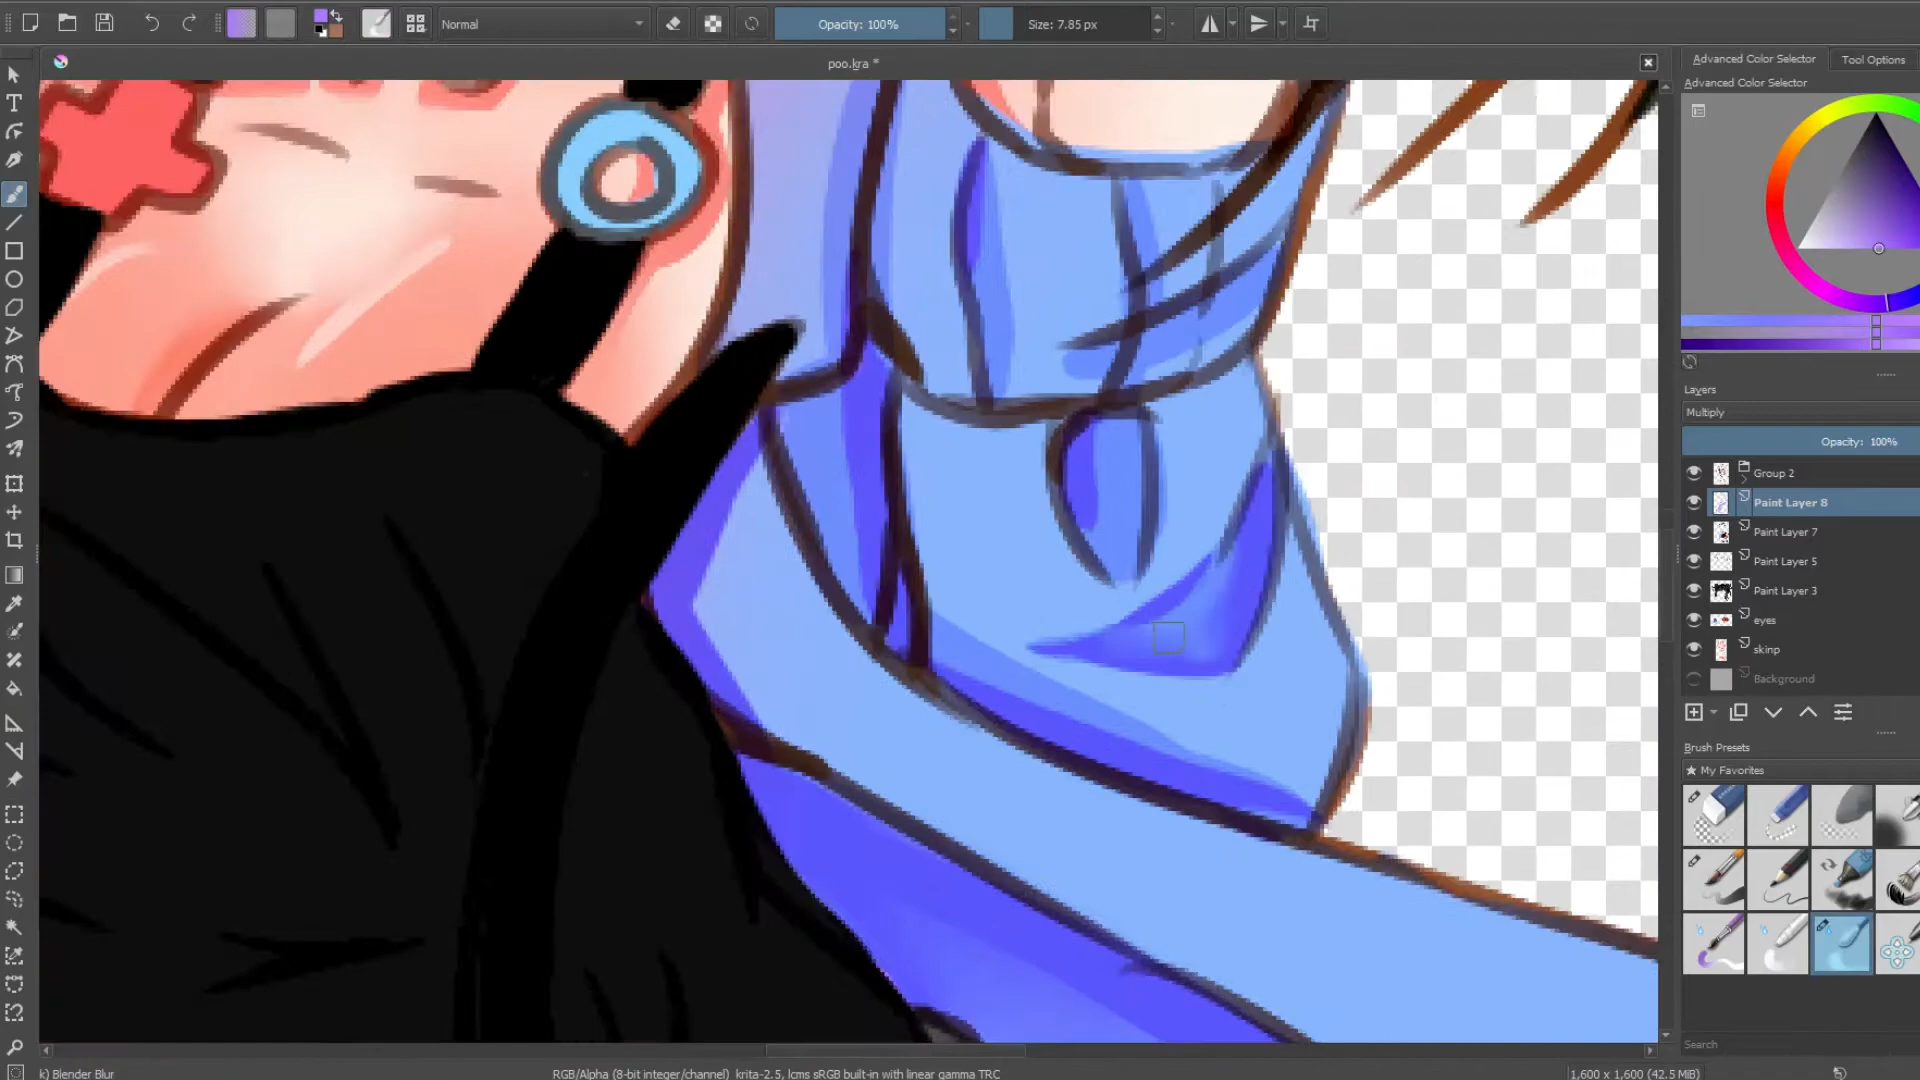 Normal
Opacity: 100%
Size: 7.85 px
poo.kra *
Advanced Color Selector
Tool Options
Advanced Color Selector
Layers
Multiply
Opacity: 100%
Group 2
Paint Layer 8
Paint Layer 7
Paint Layer 5
Paint Layer 3
eyes
skinp
Background
Brush Presets
★ My Favorites
Search
k) Blender Blur
RGB/Alpha (8-bit integer/channel) krita-2.5, lcms sRGB built-in with linear gamma TRC
1,600 x 1,600 (42.5 MiB)